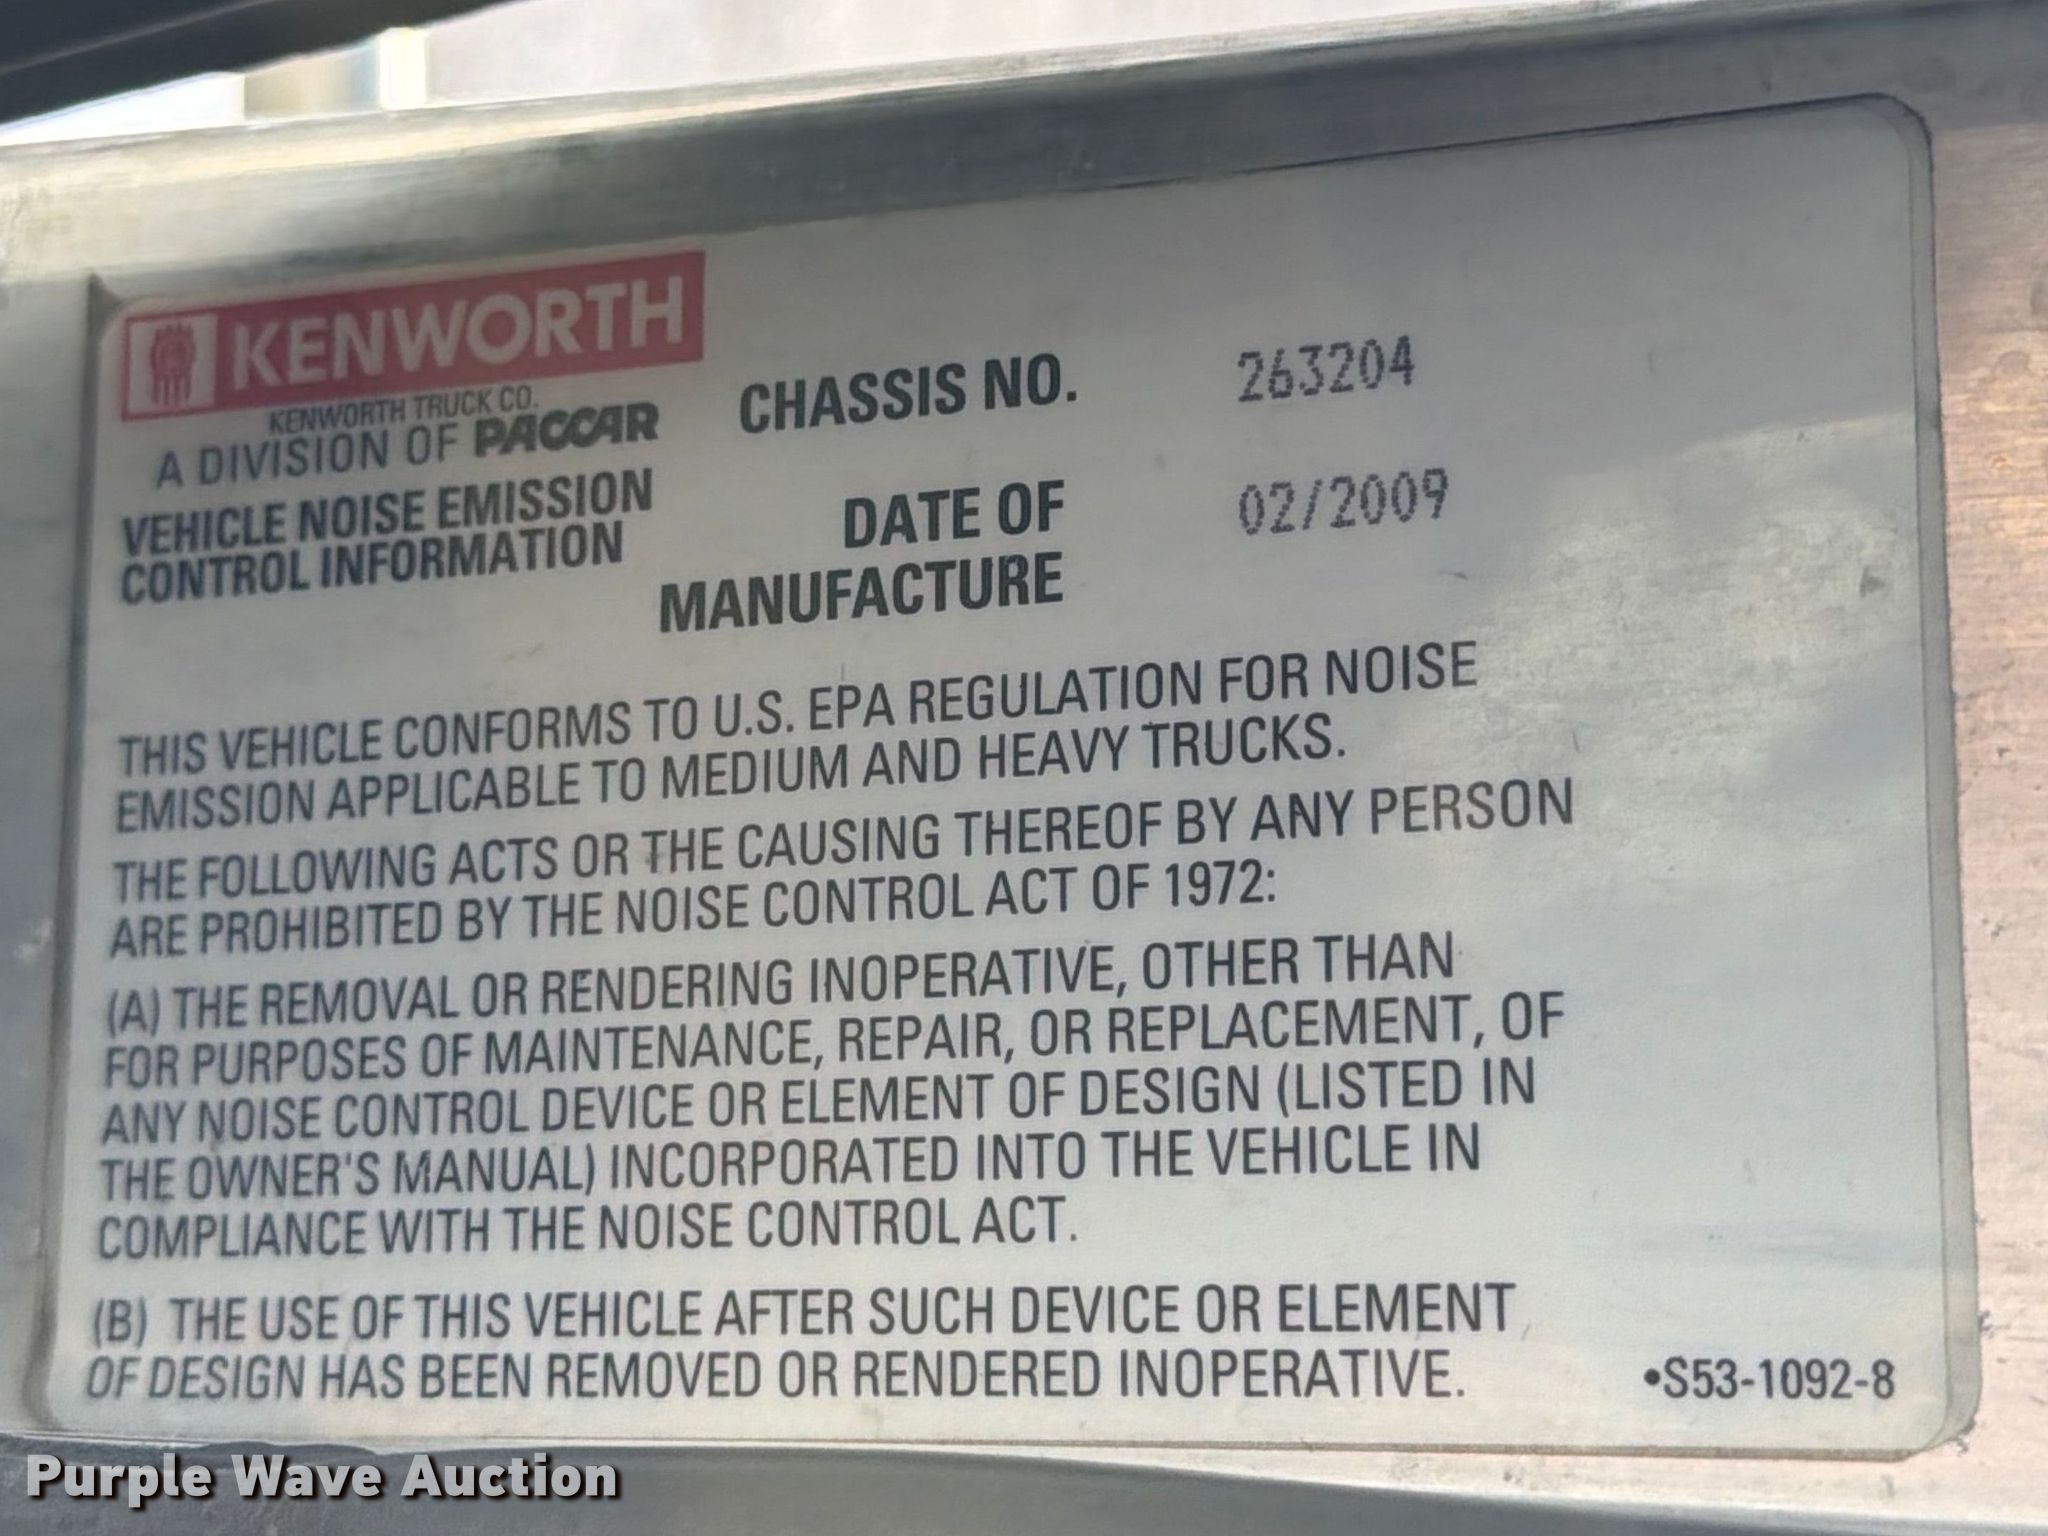 KENWORTH
KENWORTH TRUCK CO.
A DIVISION OF PACCAR
VEHICLE NOISE EMISSION
CONTROL INFORMATION
CHASSIS NO. 263204
DATE OF 02/2009
MANUFACTURE
THIS VEHICLE CONFORMS TO U.S. EPA REGULATION FOR NOISE
EMISSION APPLICABLE TO MEDIUM AND HEAVY TRUCKS.
THE FOLLOWING ACTS OR THE CAUSING THEREOF BY ANY PERSON
ARE PROHIBITED BY THE NOISE CONTROL ACT OF 1972:
(A) THE REMOVAL OR RENDERING INOPERATIVE, OTHER THAN
FOR PURPOSES OF MAINTENANCE, REPAIR, OR REPLACEMENT, OF
ANY NOISE CONTROL DEVICE OR ELEMENT OF DESIGN (LISTED IN
THE OWNER'S MANUAL) INCORPORATED INTO THE VEHICLE IN
COMPLIANCE WITH THE NOISE CONTROL ACT.
(B) THE USE OF THIS VEHICLE AFTER SUCH DEVICE OR ELEMENT
OF DESIGN HAS BEEN REMOVED OR RENDERED INOPERATIVE.
•S53-1092-8
Purple Wave Auction